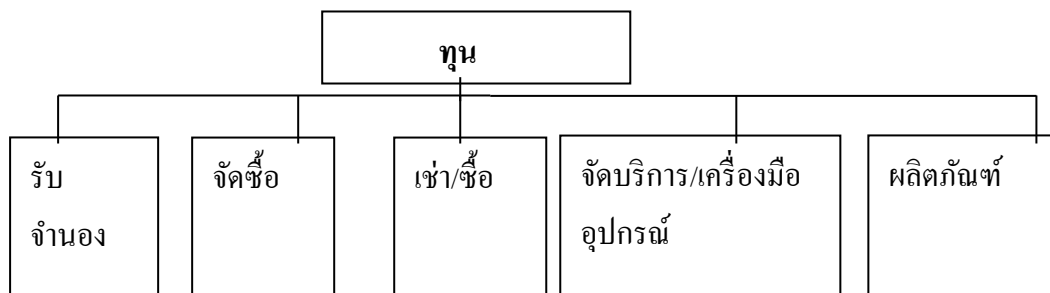 ทุน
รับ
จำนอง
จัดซื้อ
เช่า/ซื้อ
จัดบริการ/เครื่องมือ
อุปกรณ์
ผลิตภัณฑ์